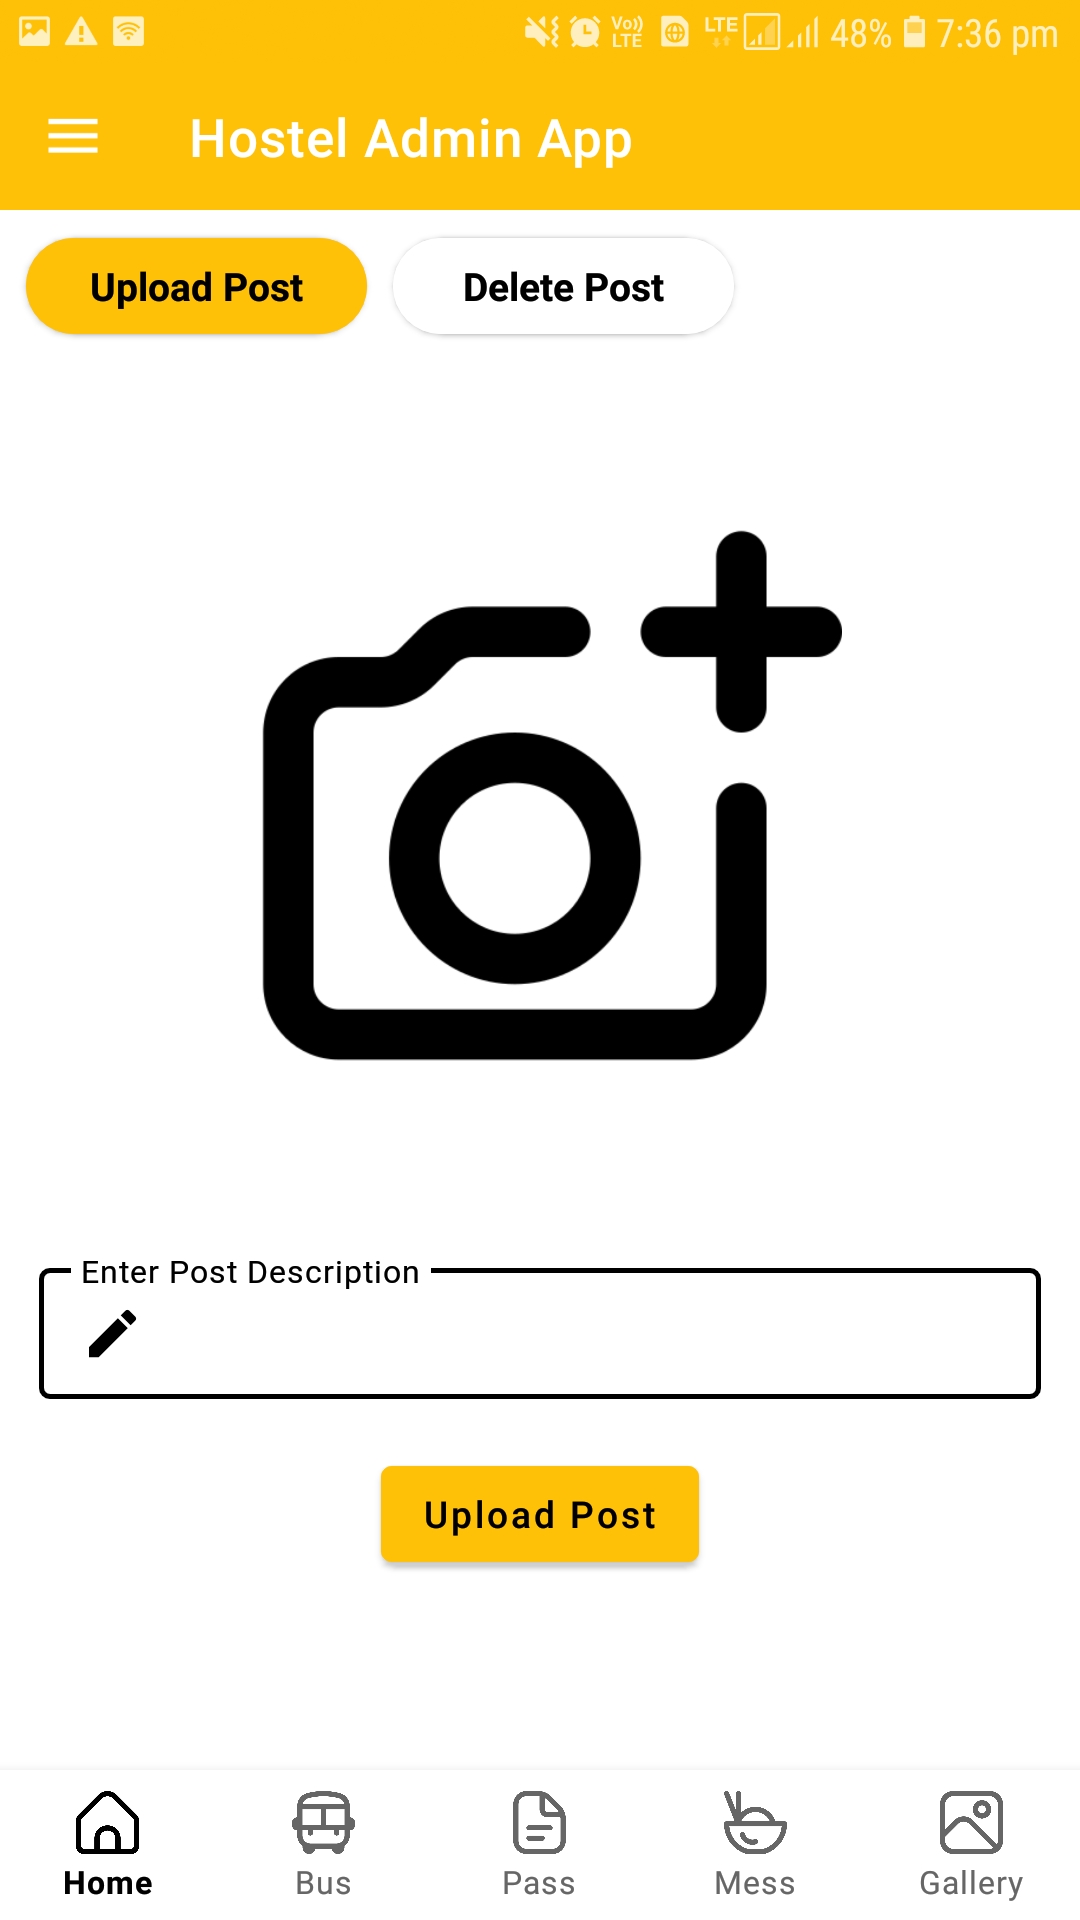 Vo)) LTE LTE 48% 7:36 pm
Hostel Admin App
Upload Post Delete Post
Enter Post Description
Upload Post
Home Bus Pass Mess Gallery